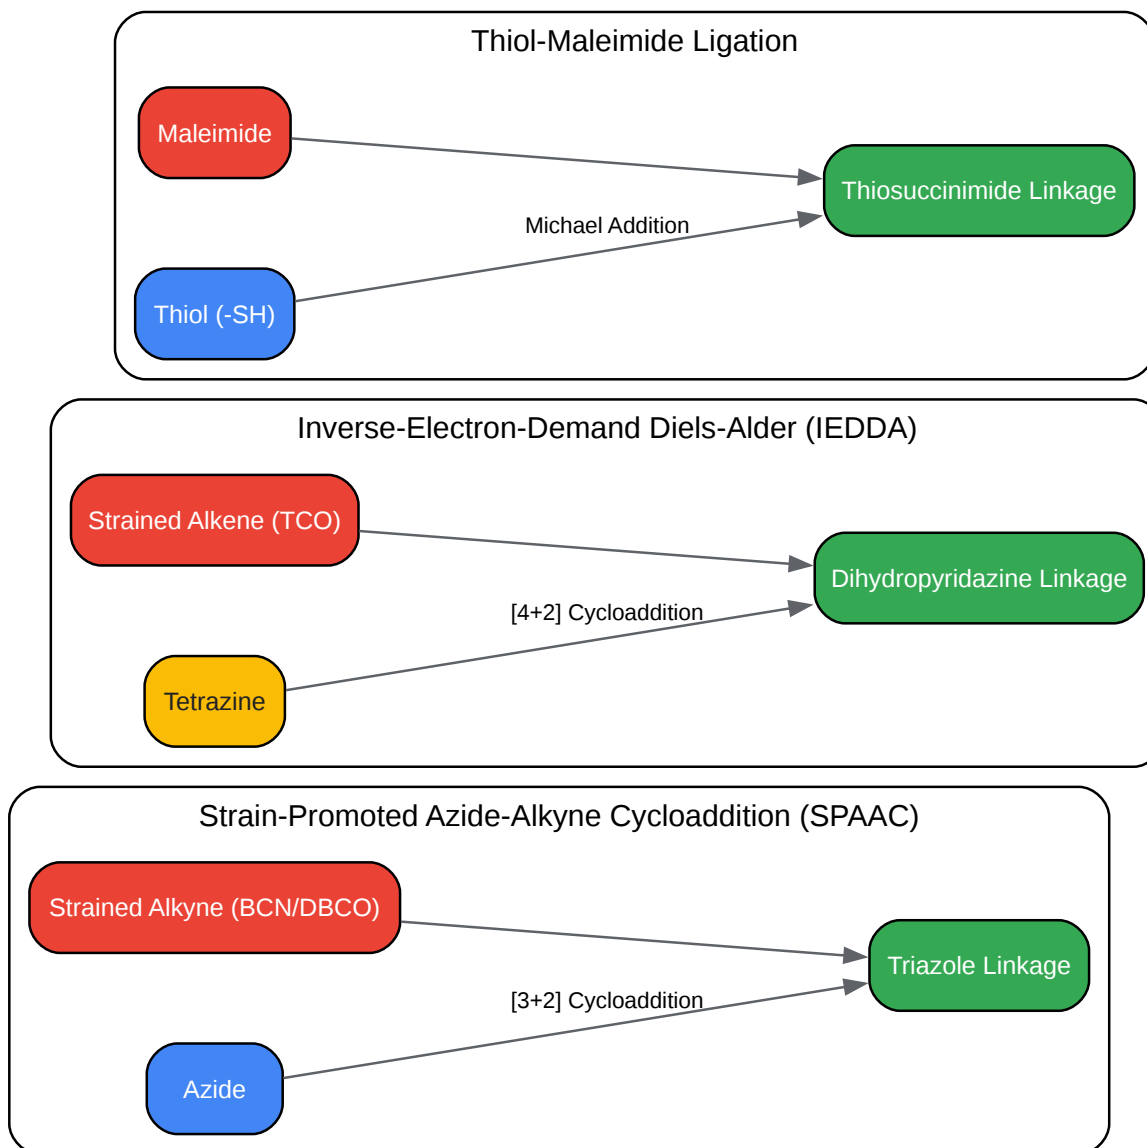 Thiol-Maleimide Ligation
Maleimide
Thiosuccinimide Linkage
Michael Addition
Thiol (-SH)
Inverse-Electron-Demand Diels-Alder (IEDDA)
Strained Alkene (TCO)
Dihydropyridazine Linkage
[4+2] Cycloaddition
Tetrazine
Strain-Promoted Azide-Alkyne Cycloaddition (SPAAC)
Strained Alkyne (BCN/DBCO)
Triazole Linkage
[3+2] Cycloaddition
Azide